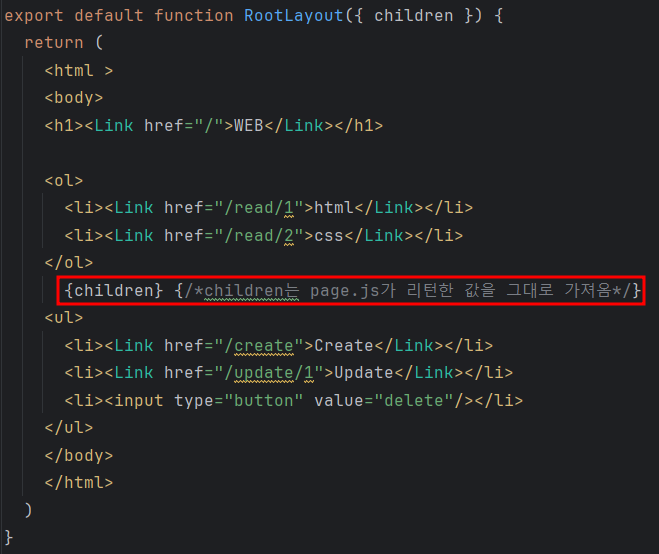 export default function RootLayout({ children }) {
  return (
    <html >
    <body>
    <h1><Link href="/">WEB</Link></h1>
    <ol>
      <li><Link href="/read/1">html</Link></li>
      <li><Link href="/read/2">css</Link></li>
    </ol>
      {children} {/*children는 page.js가 리턴한 값을 그대로 가져옴*/}
    <ul>
      <li><Link href="/create">Create</Link></li>
      <li><Link href="/update/1">Update</Link></li>
      <li><input type="button" value="delete"/></li>
    </ul>
    </body>
    </html>
  )
}